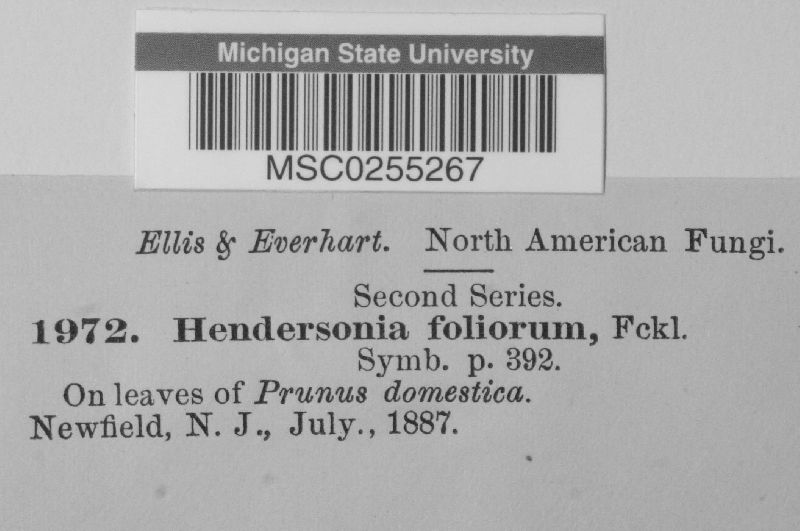 Michigan State University
MSC0255267
Ellis & Everhart. North American Fungi.
Second Series.
1972. Hendersonia foliorum, Fckl.
Symb. p. 392.
On leaves of Prunus domestica.
Newfield, N. J., July., 1887.